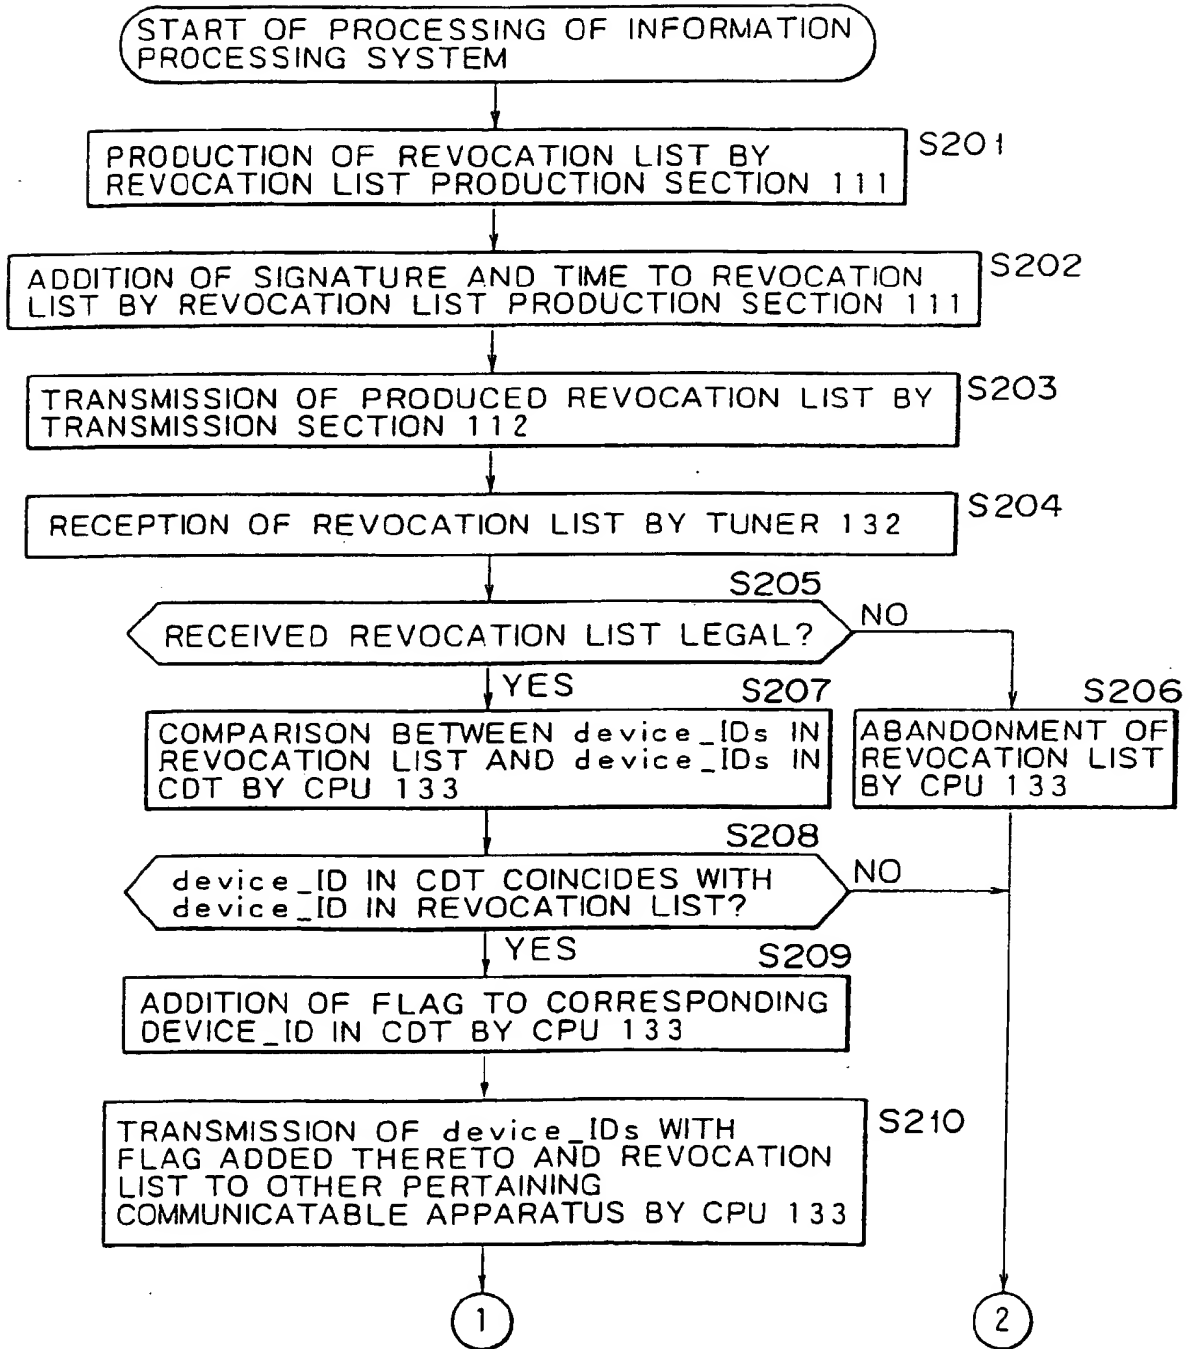 START OF PROCESSING OF INFORMATION
PROCESSING SYSTEM
S201
PRODUCTION OF REVOCATION LIST BY
REVOCATION LIST PRODUCTION SECTION 111
S202
ADDITION OF SIGNATURE AND TIME TO REVOCATION
LIST BY REVOCATION LIST PRODUCTION SECTION 111
S203
TRANSMISSION OF PRODUCED REVOCATION LIST BY
TRANSMISSION SECTION 112
S204
RECEPTION OF REVOCATION LIST BY TUNER 132
S205
RECEIVED REVOCATION LIST LEGAL?
NO
YES
S207
COMPARISON BETWEEN device_IDs IN
REVOCATION LIST AND device_IDs IN
CDT BY CPU 133
S206
ABANDONMENT OF
REVOCATION LIST
BY CPU 133
S208
device_ID IN CDT COINCIDES WITH
device_ID IN REVOCATION LIST?
NO
YES
S209
ADDITION OF FLAG TO CORRESPONDING
DEVICE_ID IN CDT BY CPU 133
S210
TRANSMISSION OF device_IDs WITH
FLAG ADDED THERETO AND REVOCATION
LIST TO OTHER PERTAINING
COMMUNICATABLE APPARATUS BY CPU 133
1
2